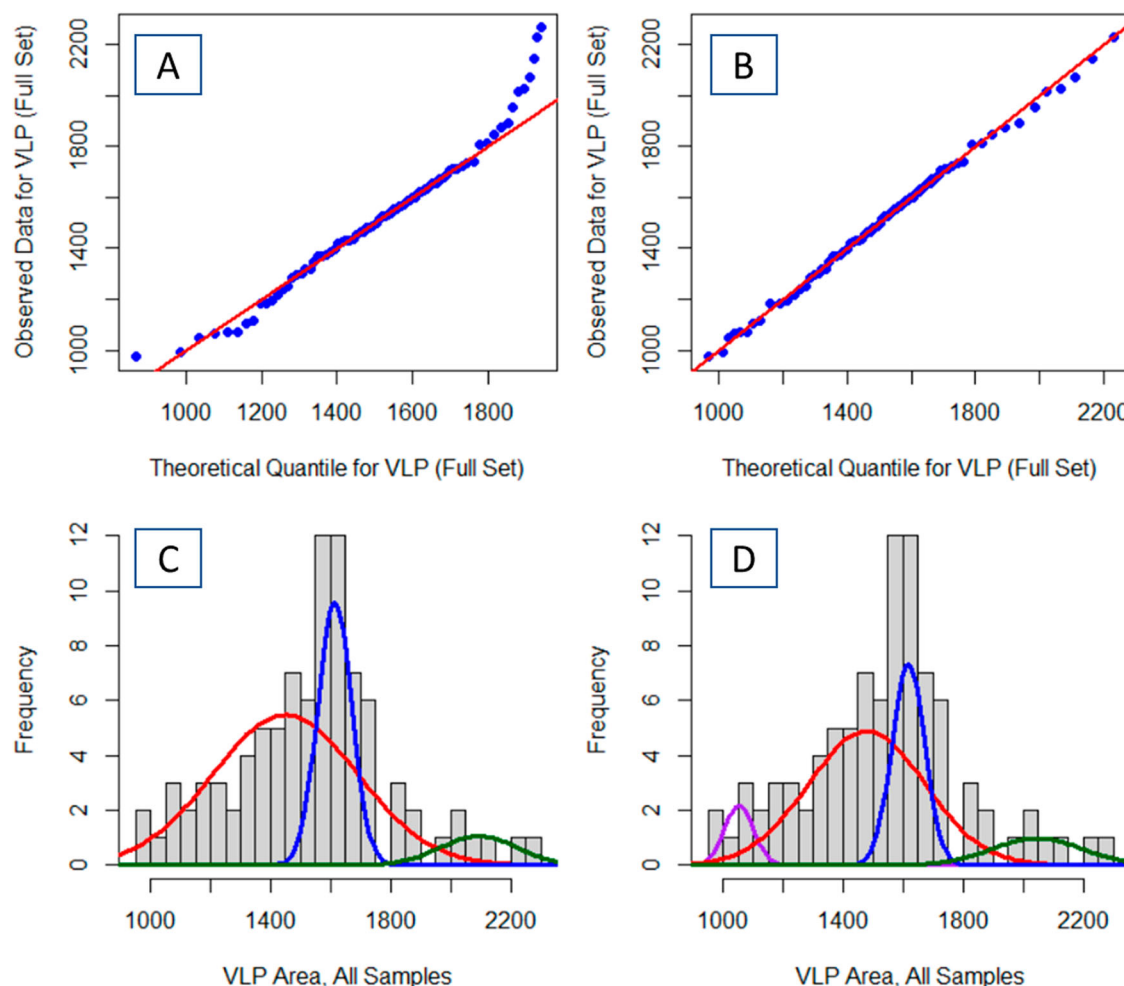 A
Observed Data for VLP (Full Set)
1000 1400 1800 2200
1000 1200 1400 1600 1800
Theoretical Quantile for VLP (Full Set)
B
Observed Data for VLP (Full Set)
1000 1400 1800 2200
1000 1400 1800 2200
Theoretical Quantile for VLP (Full Set)
C
Frequency
0 2 4 6 8 10 12
1000 1400 1800 2200
VLP Area, All Samples
D
Frequency
0 2 4 6 8 10 12
1000 1400 1800 2200
VLP Area, All Samples